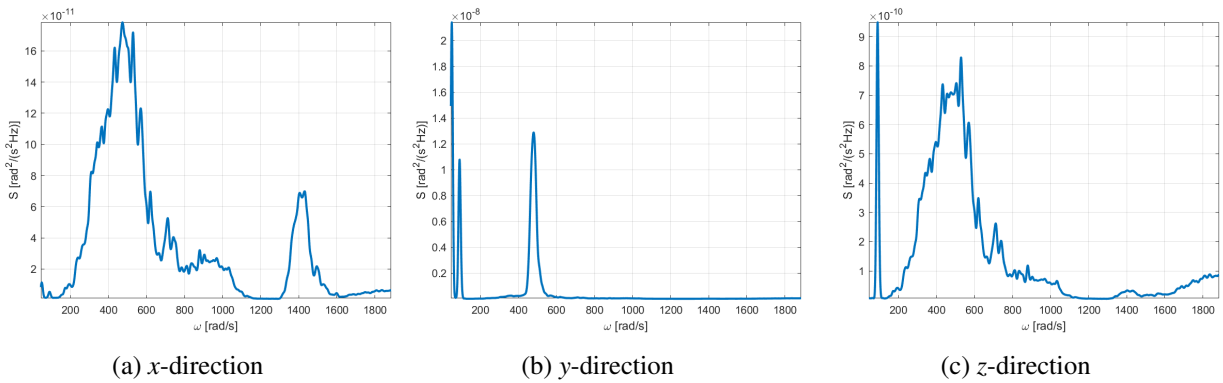 ×10⁻¹¹
16
14
12
10
8
6
4
2
S [rad²/(s²Hz)]
200 400 600 800 1000 1200 1400 1600 1800
ω [rad/s]
(a) x-direction
×10⁻⁸
2
1.8
1.6
1.4
1.2
1
0.8
0.6
0.4
0.2
S [rad²/(s²Hz)]
200 400 600 800 1000 1200 1400 1600 1800
ω [rad/s]
(b) y-direction
×10⁻¹⁰
9
8
7
6
5
4
3
2
1
S [rad²/(s²Hz)]
200 400 600 800 1000 1200 1400 1600 1800
ω [rad/s]
(c) z-direction